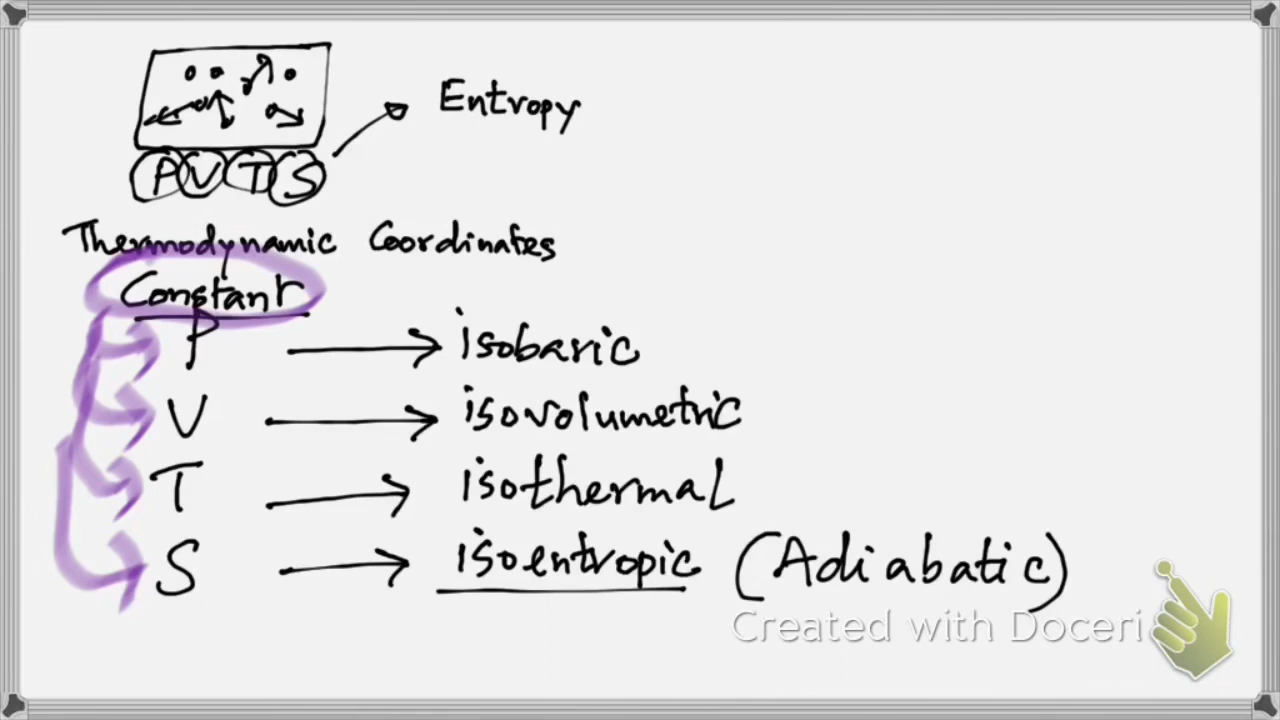 Entropy
P V T S
Thermodynamic Coordinates
Constant
P → isobaric
V → isovolumetric
T → isothermal
S → isoentropic (Adiabatic)
Created with Doceri